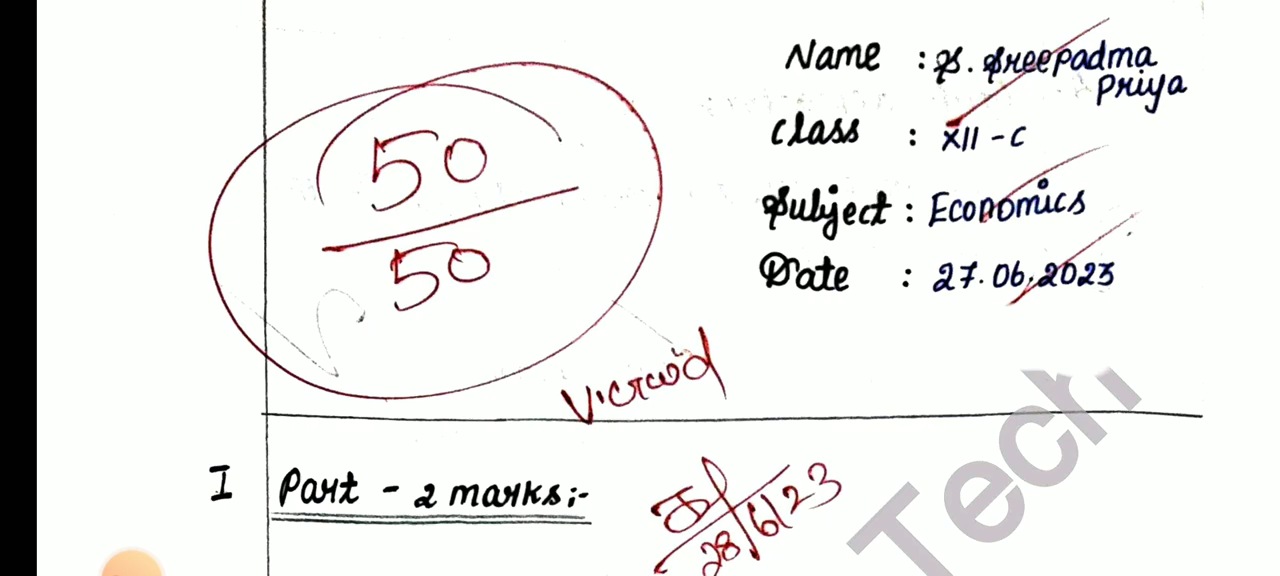 Name : S. Sreepadma
Priya
Class : XII - C
Subject : Economics
Date : 27.06.2023
50
50
I Part - 2 marks:-
28/6/23
Tech